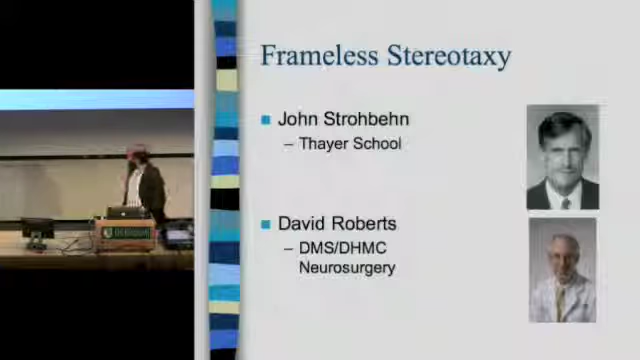 Frameless Stereotaxy
John Strohbehn
– Thayer School
David Roberts
– DMS/DHMC
Neurosurgery